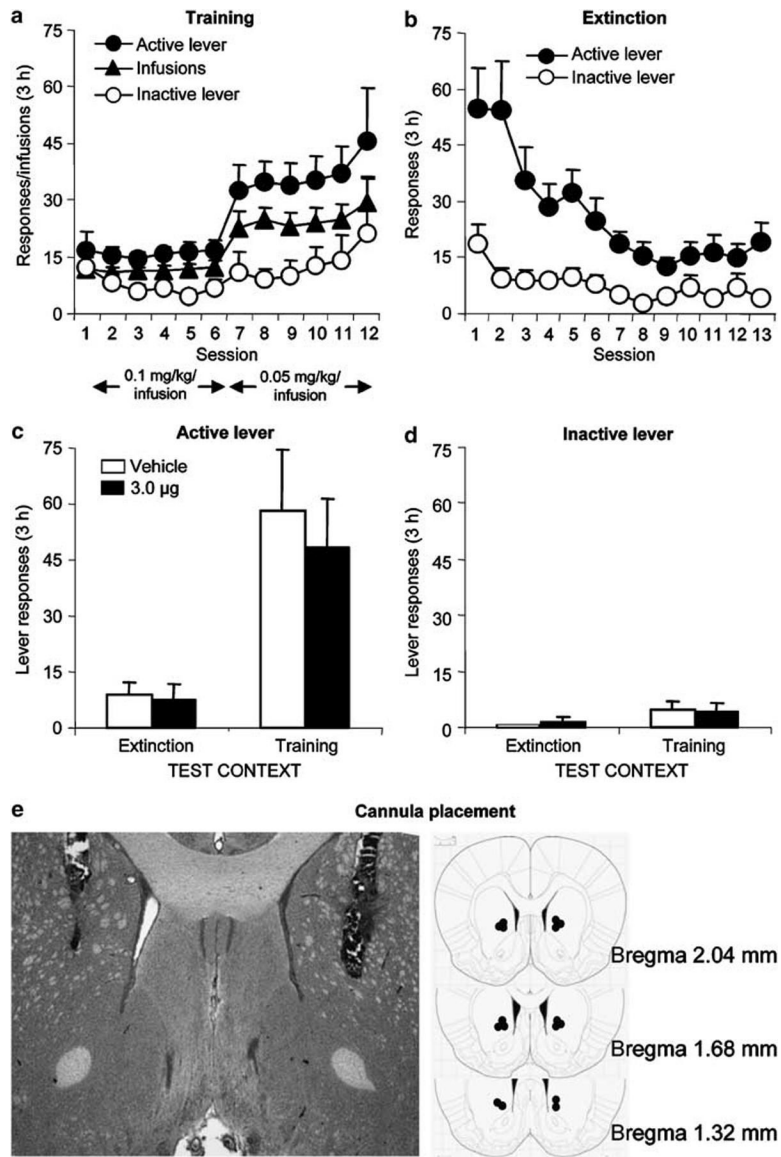 a
Training
Active lever
Infusions
Inactive lever
Responses/infusions (3 h)
75
60
45
30
15
0
1 2 3 4 5 6 7 8 9 10 11 12
Session
0.1 mg/kg/
infusion
0.05 mg/kg/
infusion
b
Extinction
Active lever
Inactive lever
Responses (3 h)
75
60
45
30
15
0
1 2 3 4 5 6 7 8 9 10 11 12 13
Session
c
Active lever
Vehicle
3.0 µg
Lever responses (3 h)
75
60
45
30
15
0
Extinction Training
TEST CONTEXT
d
Inactive lever
Lever responses (3 h)
75
60
45
30
15
0
Extinction Training
TEST CONTEXT
e
Cannula placement
Bregma 2.04 mm
Bregma 1.68 mm
Bregma 1.32 mm